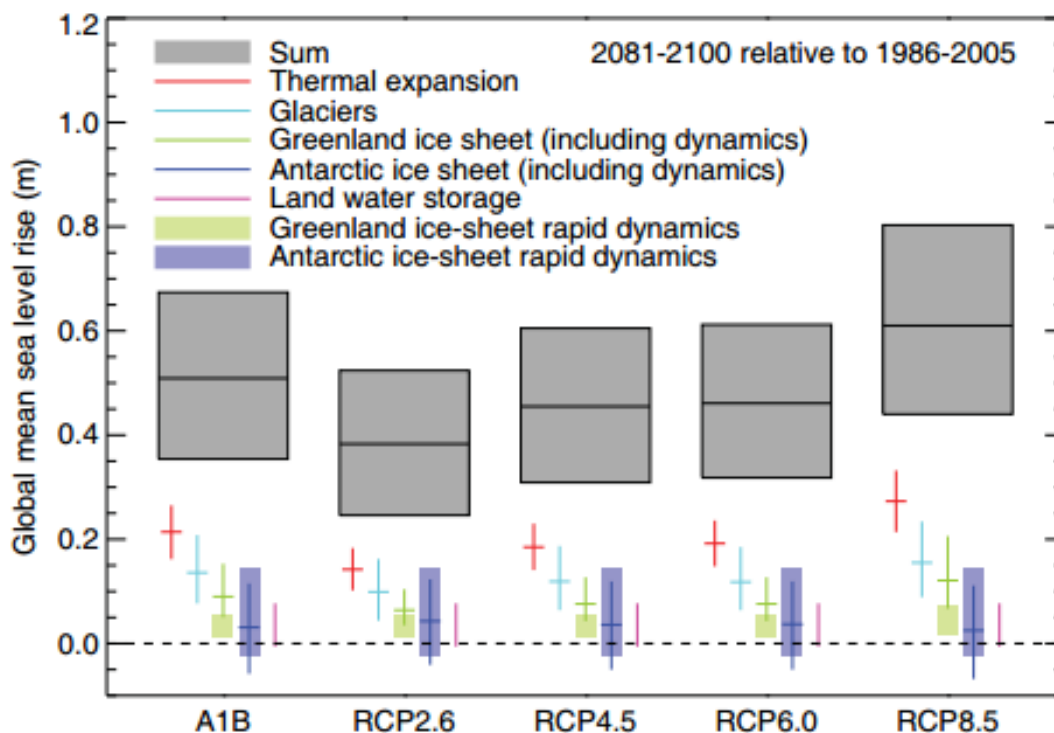 1.2
1.0
0.8
0.6
0.4
0.2
0.0
Global mean sea level rise (m)
2081-2100 relative to 1986-2005
Sum
Thermal expansion
Glaciers
Greenland ice sheet (including dynamics)
Antarctic ice sheet (including dynamics)
Land water storage
Greenland ice-sheet rapid dynamics
Antarctic ice-sheet rapid dynamics
A1B
RCP2.6
RCP4.5
RCP6.0
RCP8.5